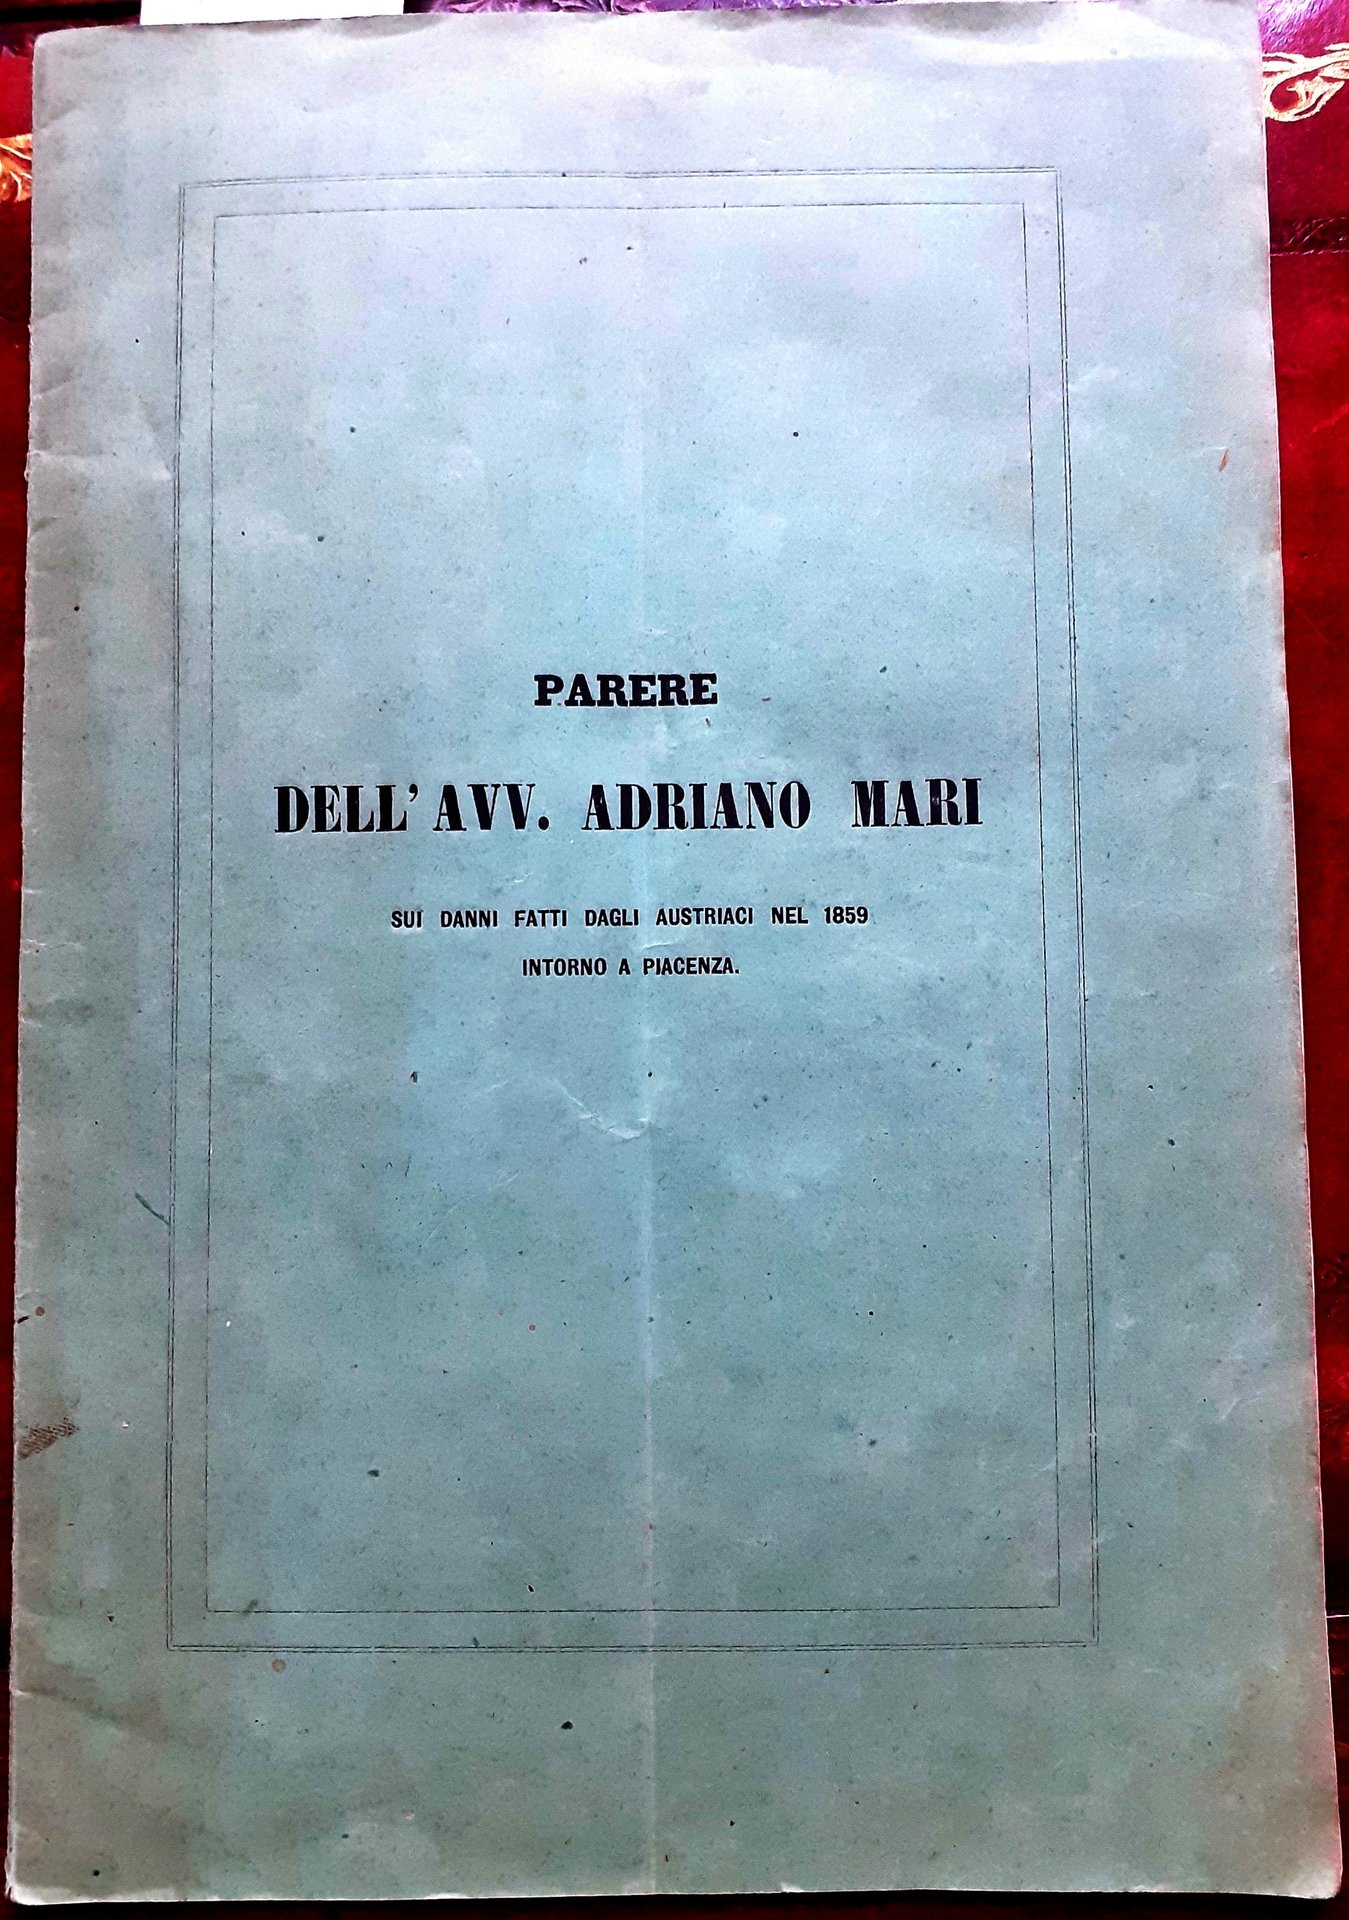 PARERE
DELL' AVV. ADRIANO MARI
SUI DANNI FATTI DAGLI AUSTRIACI NEL 1859
INTORNO A PIACENZA.